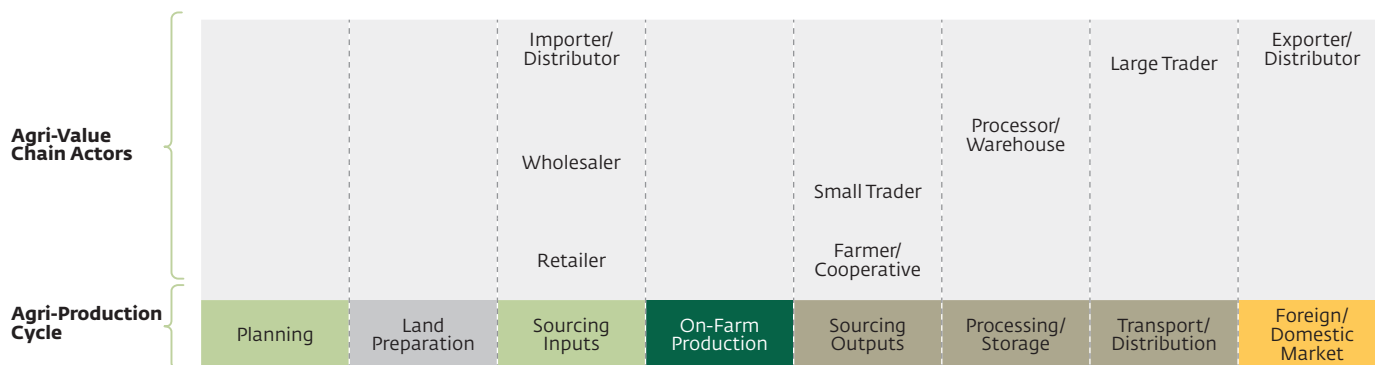 Agri-Value
Chain Actors
Importer/
Distributor
Wholesaler
Retailer
Small Trader
Farmer/
Cooperative
Processor/
Warehouse
Large Trader
Exporter/
Distributor
Agri-Production
Cycle
Planning
Land
Preparation
Sourcing
Inputs
On-Farm
Production
Sourcing
Outputs
Processing/
Storage
Transport/
Distribution
Foreign/
Domestic
Market